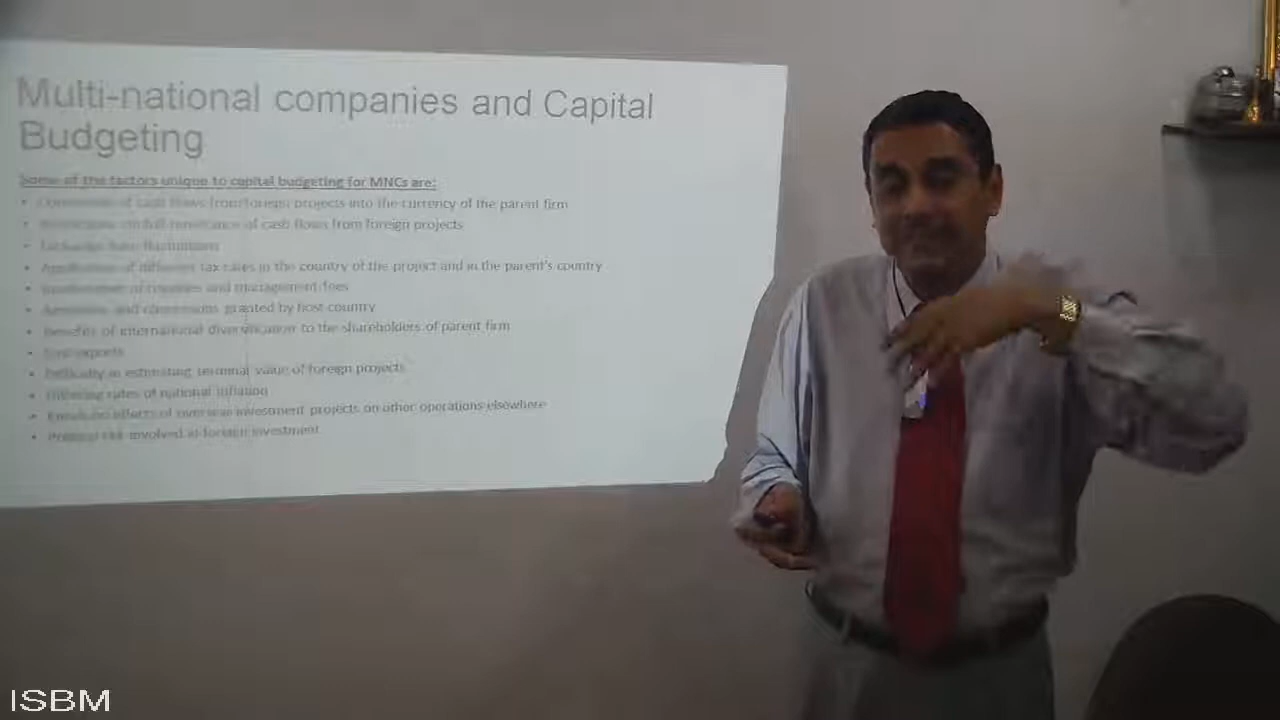 Multi-national companies and Capital
Budgeting
Some of the factors unique to capital budgeting for MNCs are:
Conversion of cash flows from foreign projects into the currency of the parent firm
Restrictions on full remittance of cash flows from foreign projects
Exchange Rate fluctuations
Application of different tax rates in the country of the project and in the parent's country
of royalties and management fees
and concessions granted by host country
Benefits of international diversification to the shareholders of parent firm
Lost exports
Difficulty in estimating terminal value of foreign projects
Differing rates of national inflation
Knock on effects of overseas investment projects on other operations elsewhere
Political risk involved in foreign investment
ISBM